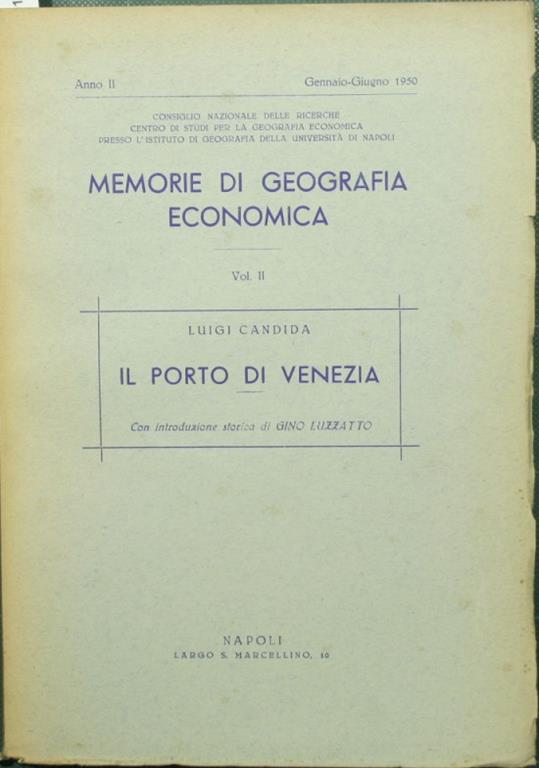 Anno II Gennaio-Giugno 1950
CONSIGLIO NAZIONALE DELLE RICERCHE
CENTRO DI STUDI PER LA GEOGRAFIA ECONOMICA
PRESSO L'ISTITUTO DI GEOGRAFIA DELLA UNIVERSITÀ DI NAPOLI
MEMORIE DI GEOGRAFIA
ECONOMICA
Vol. II
LUIGI CANDIDA
IL PORTO DI VENEZIA
Con introduzione storica di GINO LUZZATTO
NAPOLI
LARGO S. MARCELLINO, 10